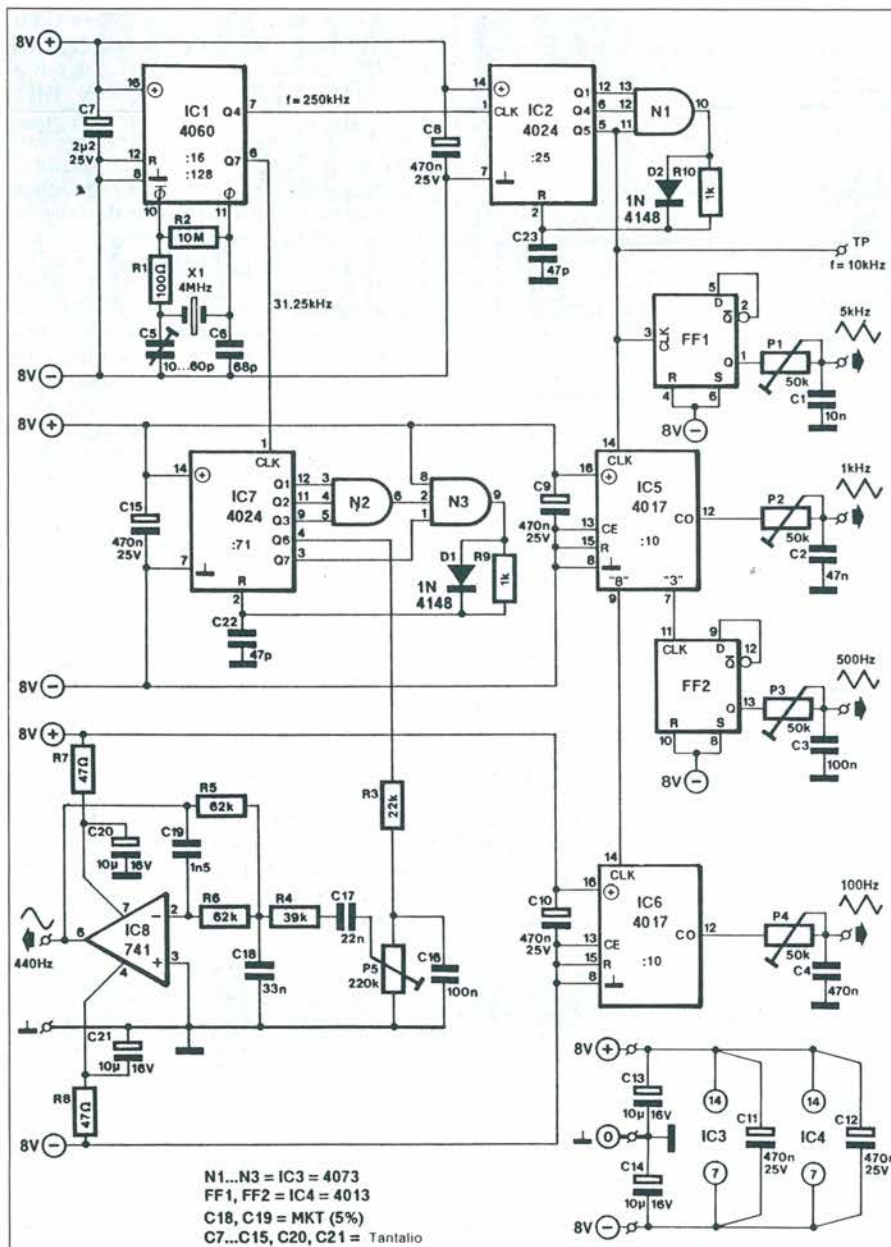 8V +
C7
2µ2
25V
16
IC1
4060
:16
:128
12 R
8
10
11
Q4 7
Q7 6
f = 250kHz
R2
10M
R1
100Ω
X1
4MHz
C5
10...60p
C6
68p
31.25kHz
8V −
C8
470n
25V
14
1 CLK
IC2
4024
:25
7
R
2
Q1 12 13
Q4 6 12
Q5 5 11
N1 10
D2
1N
4148
R10
1k
C23
47p
TP
f = 10kHz
5
D
Q 2
3 CLK
FF1
Q 1
R S
4 6
8V −
P1
50k
C1
10n
5kHz
8V +
C15
470n
25V
14
1
CLK
IC7
4024
:71
7
R
2
Q1 12 3
Q2 11 4
Q3 9 5
Q6 4
Q7 3
N2 6
8
2
1
N3 9
D1
1N
4148
R9
1k
C22
47p
8V −
C9
470n
25V
14
CLK
16
IC5
4017
:10
13 CE
15 R
8
"8" "3"
9 7
CO 12
P2
50k
C2
47n
1kHz
11 9
CLK D
Q 12
FF2
Q 13
R S
10 8
8V −
P3
50k
C3
100n
500Hz
8V +
R7
47Ω
C20
10µ 16V
R5
62k
C19
1n5
R6
62k
R4
39k
C17
22n
R3
22k
P5
220k
C16
100n
C18
33n
7
IC8
741
6
2 −
3 +
4
440Hz
C21
10µ 16V
R8
47Ω
8V −
C10
470n
25V
14
CLK
16
IC6
4017
:10
13 CE
15 R
8
CO 12
P4
50k
C4
470n
100Hz
8V +
C13
10µ 16V
0
C14
10µ 16V
8V −
14
IC3
7
C11
470n
25V
14
IC4
7
C12
470n
25V
N1...N3 = IC3 = 4073
FF1, FF2 = IC4 = 4013
C18, C19 = MKT (5%)
C7...C15, C20, C21 = Tantalio